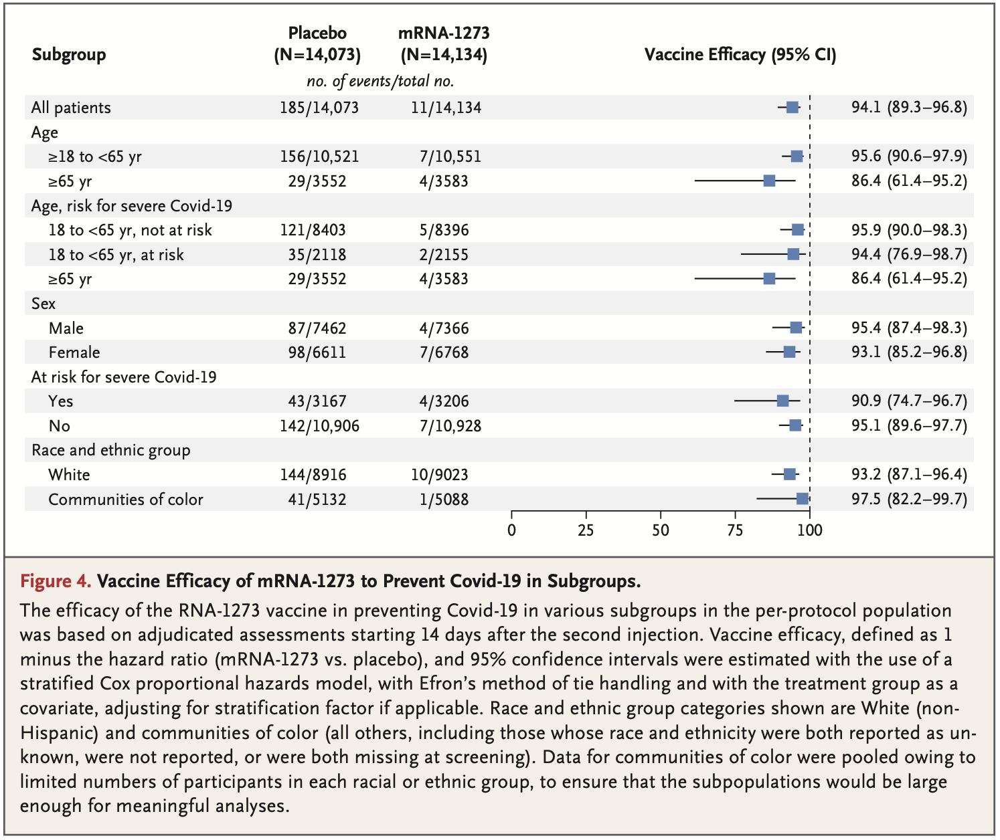 Subgroup Placebo (N=14,073) mRNA-1273 (N=14,134) Vaccine Efficacy (95% CI)
no. of events/total no.
All patients 185/14,073 11/14,134 94.1 (89.3–96.8)
Age
≥18 to <65 yr 156/10,521 7/10,551 95.6 (90.6–97.9)
≥65 yr 29/3552 4/3583 86.4 (61.4–95.2)
Age, risk for severe Covid-19
18 to <65 yr, not at risk 121/8403 5/8396 95.9 (90.0–98.3)
18 to <65 yr, at risk 35/2118 2/2155 94.4 (76.9–98.7)
≥65 yr 29/3552 4/3583 86.4 (61.4–95.2)
Sex
Male 87/7462 4/7366 95.4 (87.4–98.3)
Female 98/6611 7/6768 93.1 (85.2–96.8)
At risk for severe Covid-19
Yes 43/3167 4/3206 90.9 (74.7–96.7)
No 142/10,906 7/10,928 95.1 (89.6–97.7)
Race and ethnic group
White 144/8916 10/9023 93.2 (87.1–96.4)
Communities of color 41/5132 1/5088 97.5 (82.2–99.7)
0 25 50 75 100
Figure 4. Vaccine Efficacy of mRNA-1273 to Prevent Covid-19 in Subgroups.
The efficacy of the RNA-1273 vaccine in preventing Covid-19 in various subgroups in the per-protocol population
was based on adjudicated assessments starting 14 days after the second injection. Vaccine efficacy, defined as 1
minus the hazard ratio (mRNA-1273 vs. placebo), and 95% confidence intervals were estimated with the use of a
stratified Cox proportional hazards model, with Efron's method of tie handling and with the treatment group as a
covariate, adjusting for stratification factor if applicable. Race and ethnic group categories shown are White (non-
Hispanic) and communities of color (all others, including those whose race and ethnicity were both reported as un-
known, were not reported, or were both missing at screening). Data for communities of color were pooled owing to
limited numbers of participants in each racial or ethnic group, to ensure that the subpopulations would be large
enough for meaningful analyses.